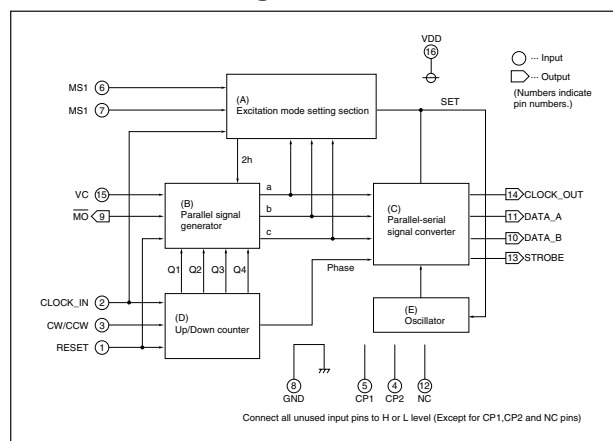 VDD
16
... Input
... Output
(Numbers indicate
pin numbers.)
MS1 6
MS1 7
(A)
Excitation mode setting section
SET
2h
VC 15
MO 9
(B)
Parallel signal
generator
a
b
c
(C)
Parallel-serial
signal converter
14 CLOCK_OUT
11 DATA_A
10 DATA_B
13 STROBE
Q1 Q2 Q3 Q4
Phase
CLOCK_IN 2
CW/CCW 3
RESET 1
(D)
Up/Down counter
(E)
Oscillator
8
GND
5
CP1
4
CP2
12
NC
Connect all unused input pins to H or L level (Except for CP1,CP2 and NC pins)